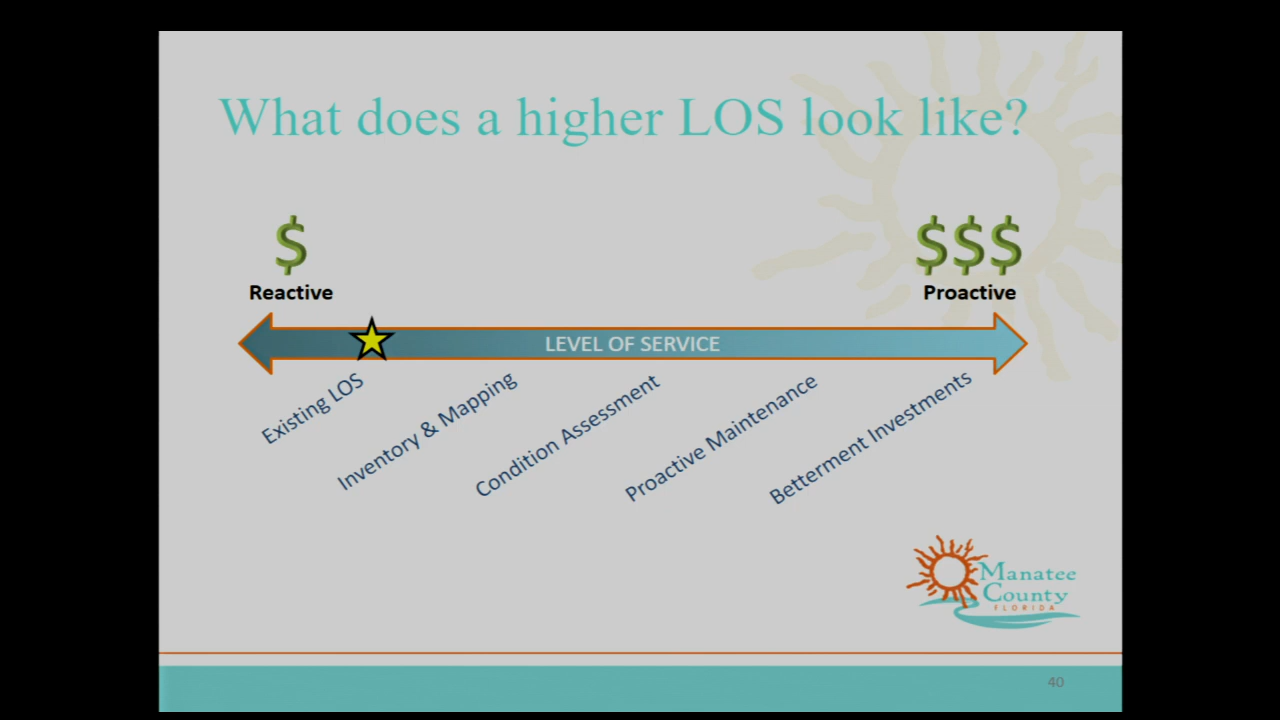 What does a higher LOS look like?
$
$$$
Reactive
Proactive
LEVEL OF SERVICE
Existing LOS
Inventory & Mapping
Condition Assessment
Proactive Maintenance
Betterment Investments
Manatee
County
FLORIDA
40